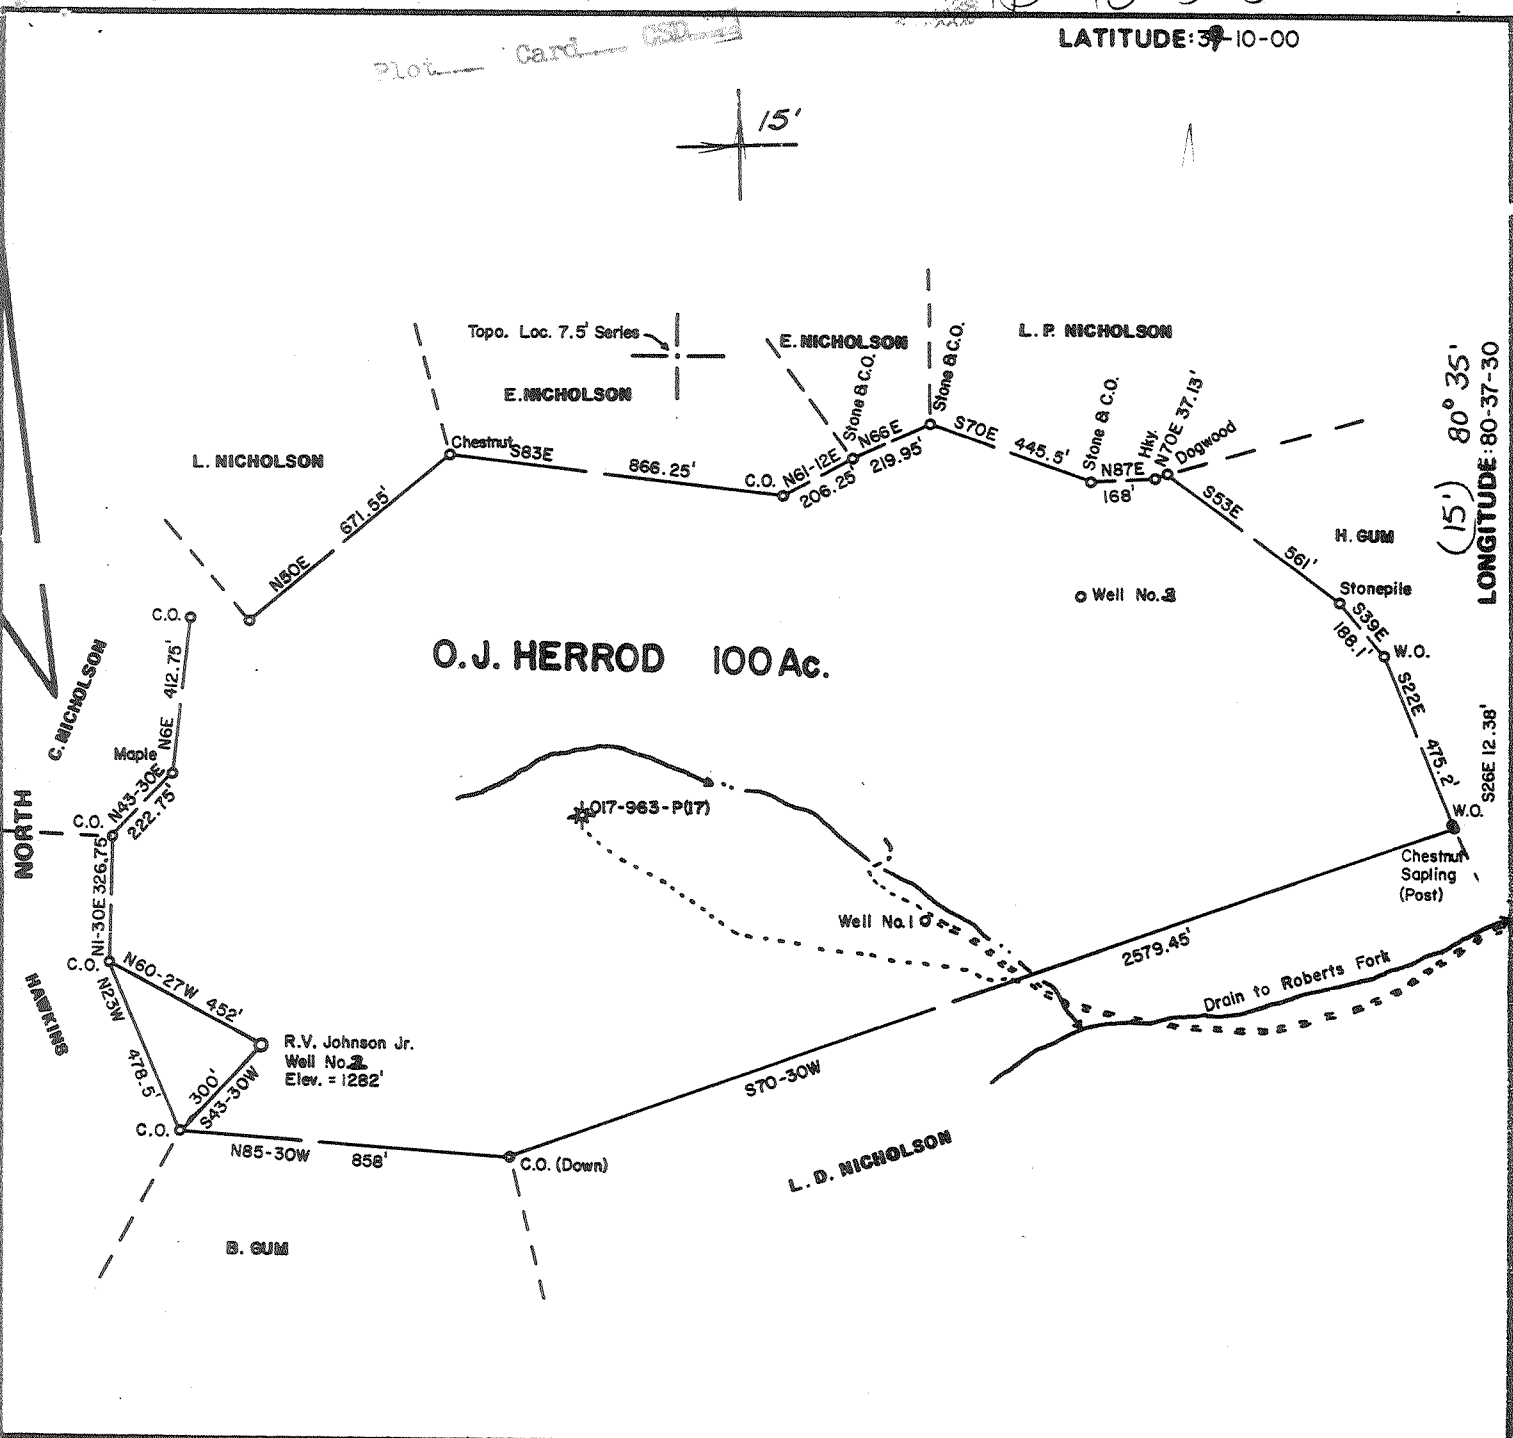 Plot Card CSD
LATITUDE: 39-10-00
15'
Topo. Loc. 7.5' Series
E. NICHOLSON
L. P. NICHOLSON
E. NICHOLSON
Stone & C.O.
Stone & C.O.
Stone & C.O.
Hky.
N70E 37.13'
Dogwood
(15') 80° 35'
LONGITUDE: 80-37-30
L. NICHOLSON
Chestnut
S83E 866.25'
C.O.
N61-12E 206.25'
N66E 219.95'
S70E 445.5'
N87E 168'
S53E 561'
H. GUM
N50E 671.55'
Well No.
Stonepile
S39E 188.1'
W.O.
C.O.
O.J. HERROD 100 Ac.
C. NICHOLSON
N6E 412.75'
S22E 475.2'
S26E 12.38'
Maple
N43-30E 222.75'
C.O.
017-963-P(17)
W.O.
NORTH
Chestnut
Sapling
(Post)
N1-30E 326.75
Well No. 1
2579.45'
C.O.
N60-27W 452'
Drain to Roberts Fork
HAWKINS
N23W 478.5'
R.V. Johnson Jr.
Well No. 2
Elev. = 1282'
300'
S43-30W
S70-30W
C.O.
N85-30W 858'
C.O. (Down)
L. D. NICHOLSON
B. GUM